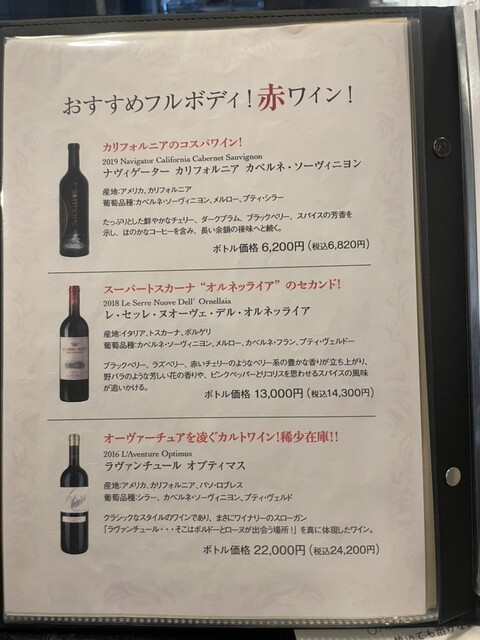 おすすめフルボディ！赤ワイン！
カリフォルニアのコスパワイン！
2019 Navigator California Cabernet Sauvignon
ナヴィゲーター カリフォルニア カベルネ・ソーヴィニヨン
産地:アメリカ、カリフォルニア
葡萄品種:カベルネ・ソーヴィニヨン、メルロー、プティ・シラー
たっぷりとした鮮やかなチェリー、ダークプラム、ブラックベリー、スパイスの芳香を
示し、ほのかなコーヒーを含み、長い余韻の後味へと続く。
ボトル価格 6,200円（税込6,820円）
スーパートスカーナ “オルネッライア” のセカンド！
2018 Le Serre Nuove Dell' Ornellaia
レ・セッレ・ヌオーヴェ・デル・オルネッライア
産地:イタリア、トスカーナ、ボルゲリ
葡萄品種:カベルネ・ソーヴィニヨン、メルロー、カベルネ・フラン、プティ・ヴェルドー
ブラックベリー、ラズベリー、赤いチェリーのようなベリー系の豊かな香りが立ち上がり、
野バラのような芳しい花の香りや、ピンクペッパーとリコリスを思わせるスパイスの風味
が追いかける。
ボトル価格 13,000円（税込14,300円）
オーヴァーチュアを凌ぐカルトワイン！稀少在庫！！
2016 L'Aventure Optimus
ラヴァンチュール オプティマス
産地:アメリカ、カリフォルニア、パソ・ロブレス
葡萄品種:シラー、カベルネ・ソーヴィニヨン、プティ・ヴェルド
クラシックなスタイルのワインであり、まさにワイナリーのスローガン
「ラヴァンチュール・・・そこはボルドーとローヌが出会う場所！」を真に体現したワイン。
ボトル価格 22,000円（税込24,200円）